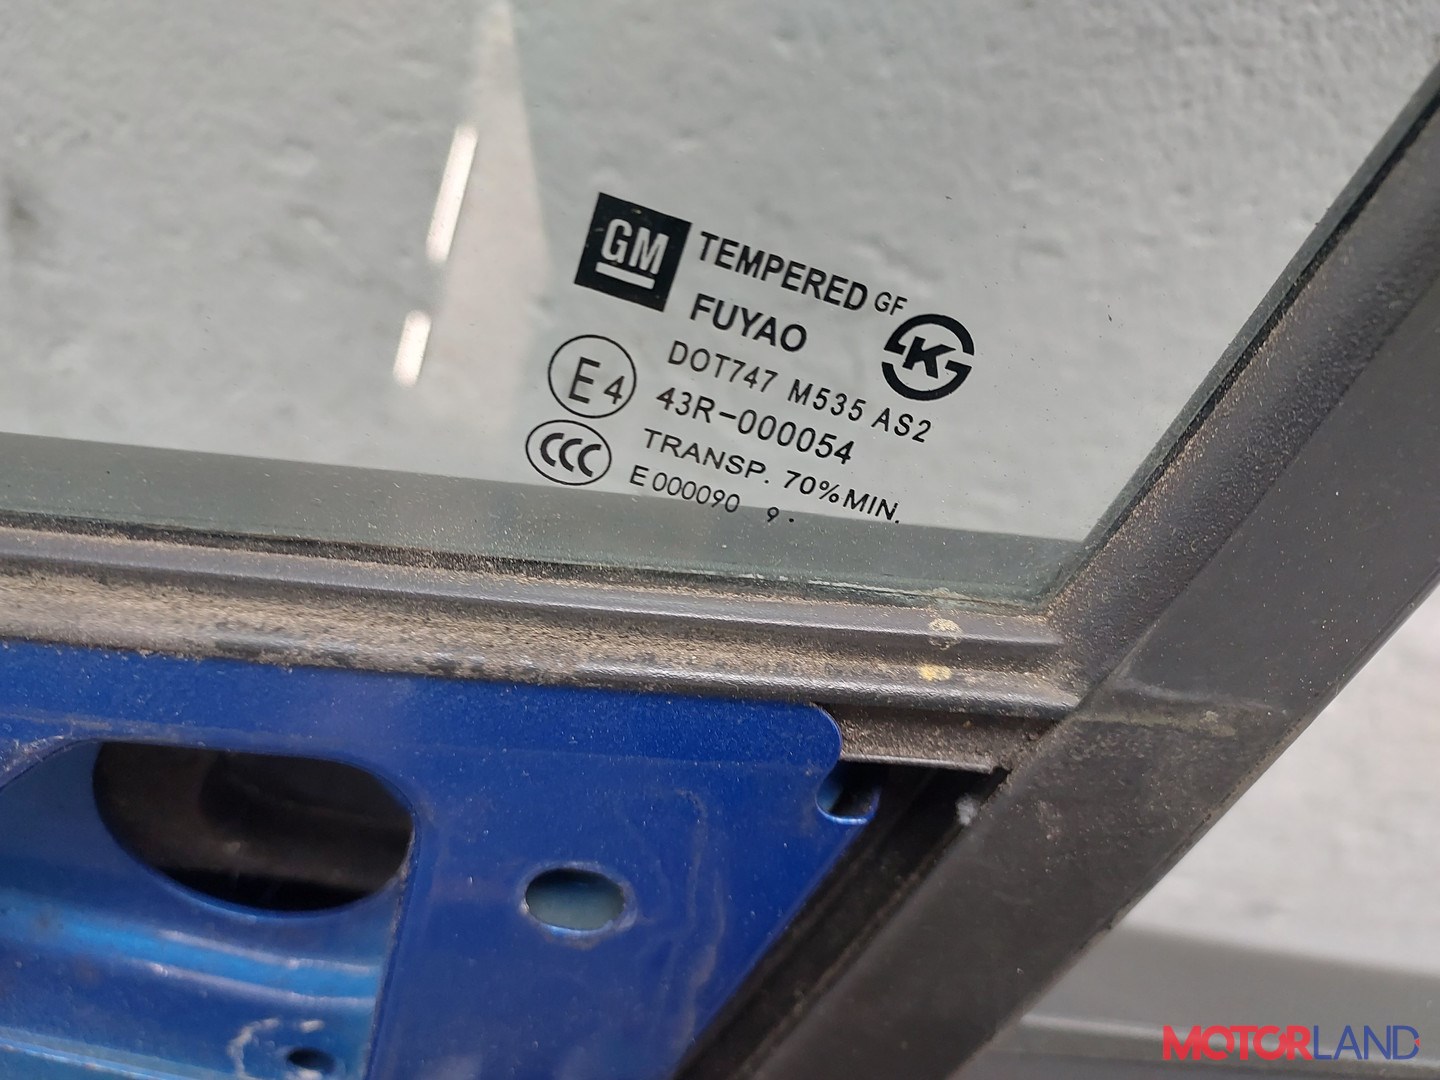 GM TEMPERED GF
FUYAO
K
DOT747 M535 AS2
E4 43R-000054
CCC TRANSP. 70%MIN.
E000090 9 .
MOTORLAND